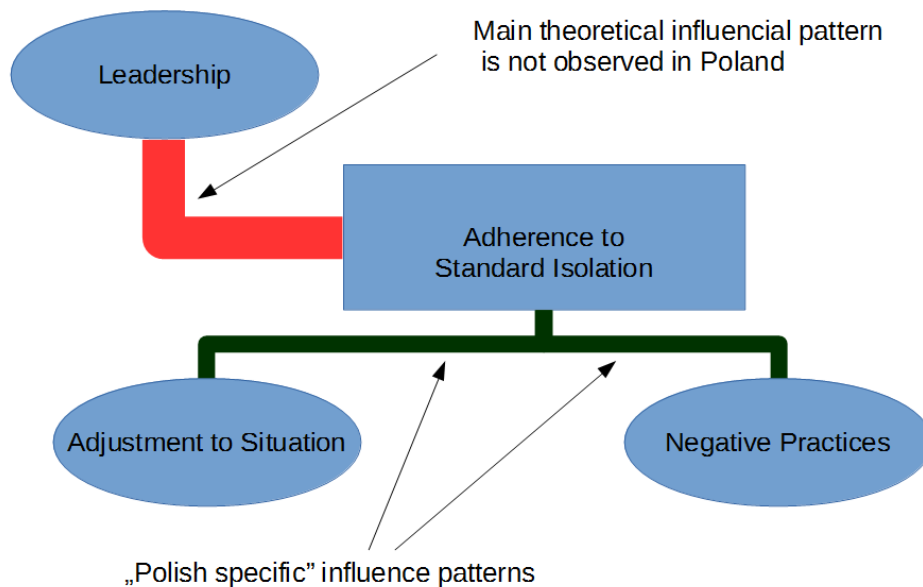 Main theoretical influencial pattern
is not observed in Poland
Leadership
Adherence to
Standard Isolation
Adjustment to Situation
Negative Practices
„Polish specific” influence patterns